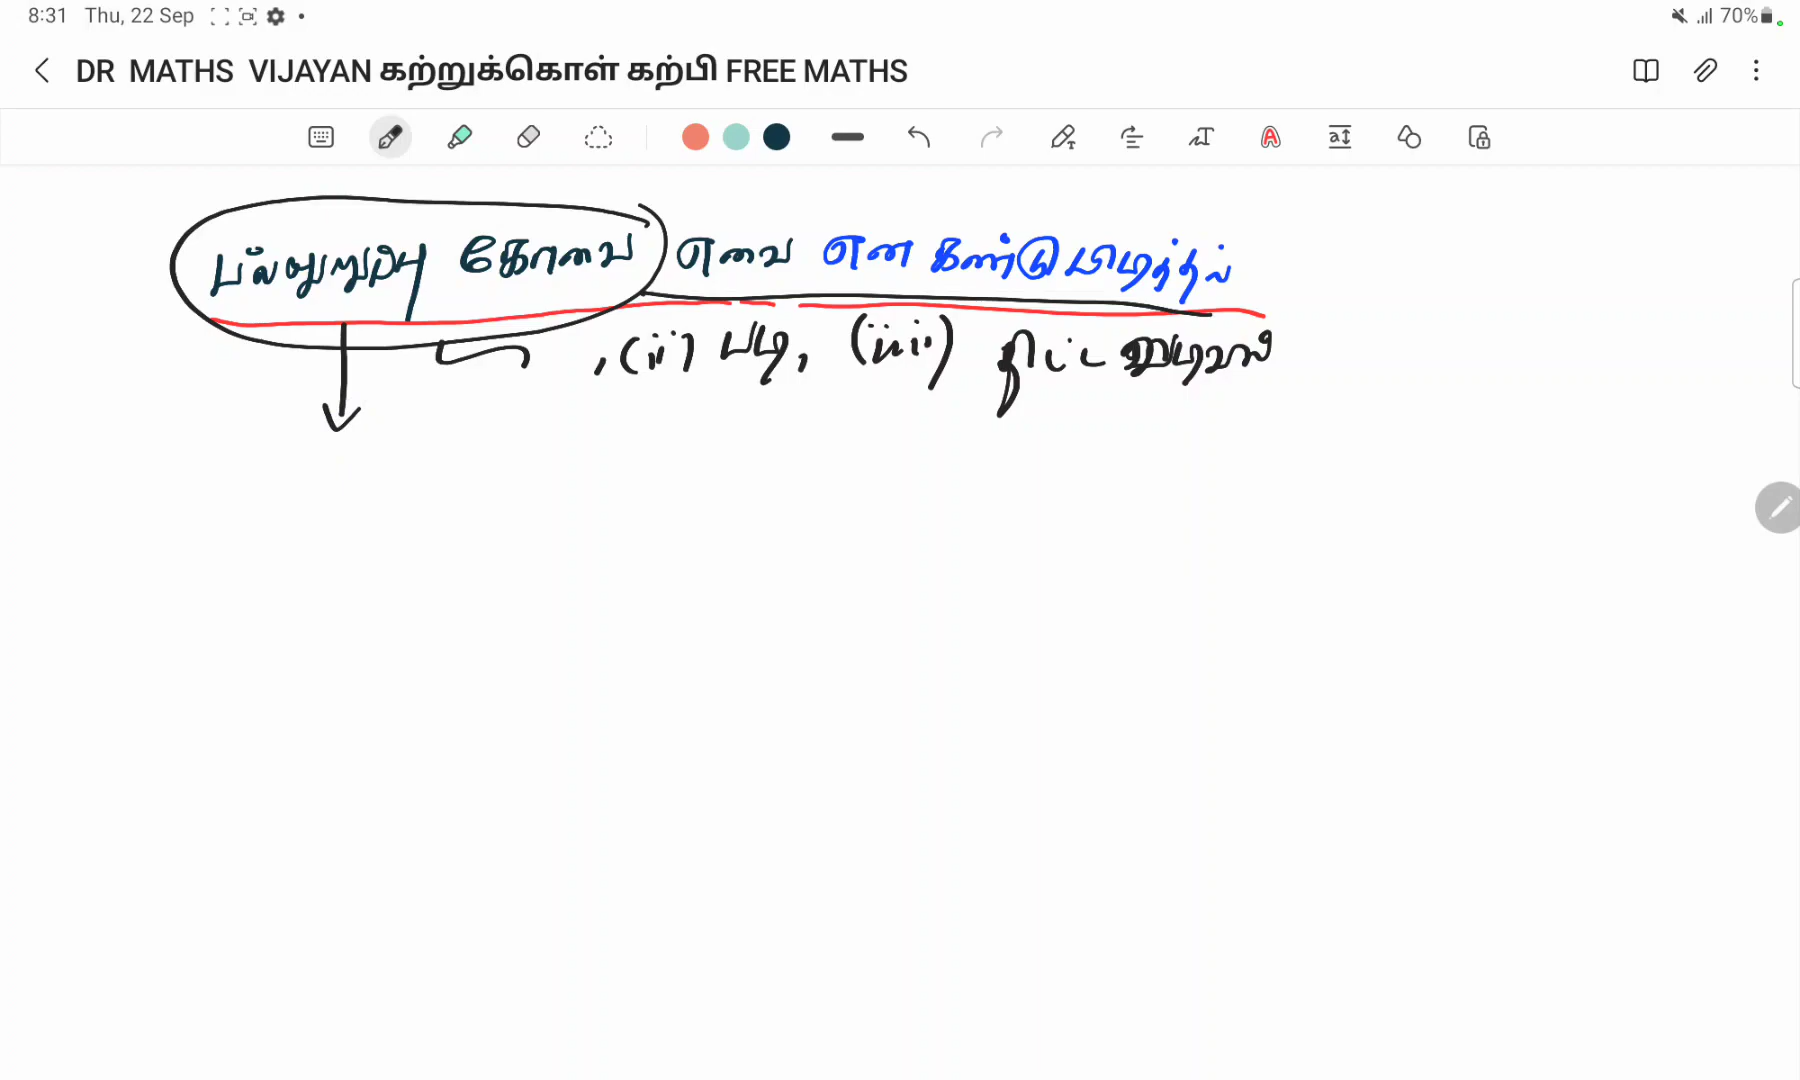 8:31 Thu, 22 Sep 70%
DR MATHS VIJAYAN கற்றுக்கொள் கற்பி FREE MATHS
பல்லுறுப்பு கோவை எவை என கண்டுபிடித்தல்
, (ii) படி, (iii) திட்ட வடிவம்